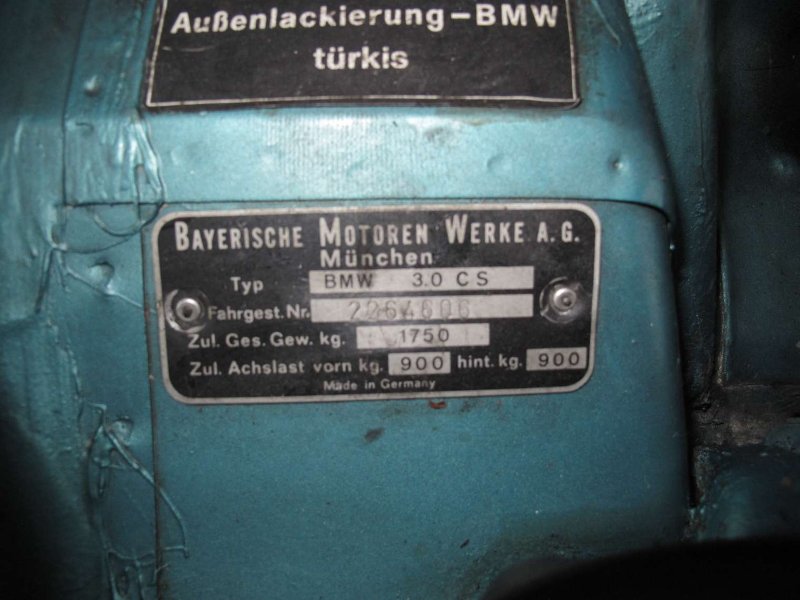 Außenlackierung-BMW
türkis
BAYERISCHE MOTOREN WERKE A.G.
München
Typ BMW 3.0 CS
Fahrgest. Nr. 2264606
Zul. Ges. Gew. kg. 1750
Zul. Achslast vorn kg. 900 hint. kg. 900
Made in Germany